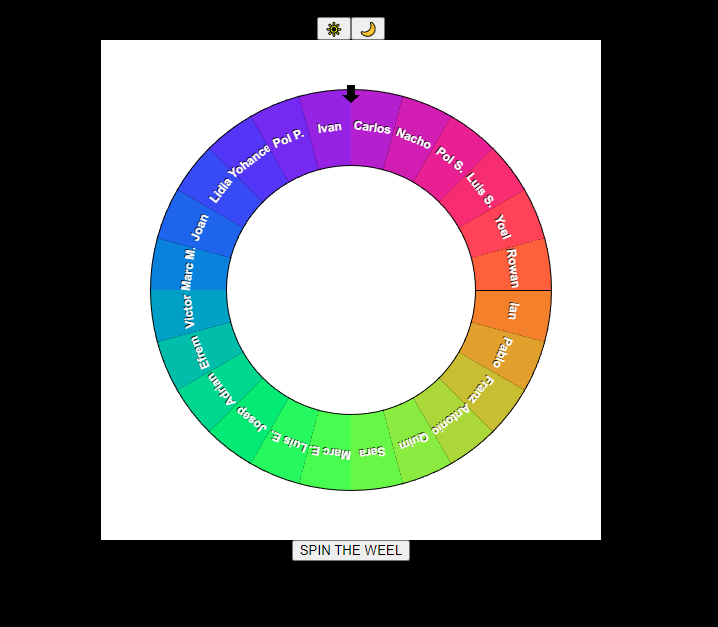 Carlos
Nacho
Pol S.
Luis S.
Yoel
Rowan
Ian
Pablo
Franz
Antonio
Quim
Sara
Marc E.
Luis E.
Josep
Adrian
Efrem
Victor
Marc M.
Joan
Lidia
Yohance
Pol P.
Ivan
SPIN THE WEEL